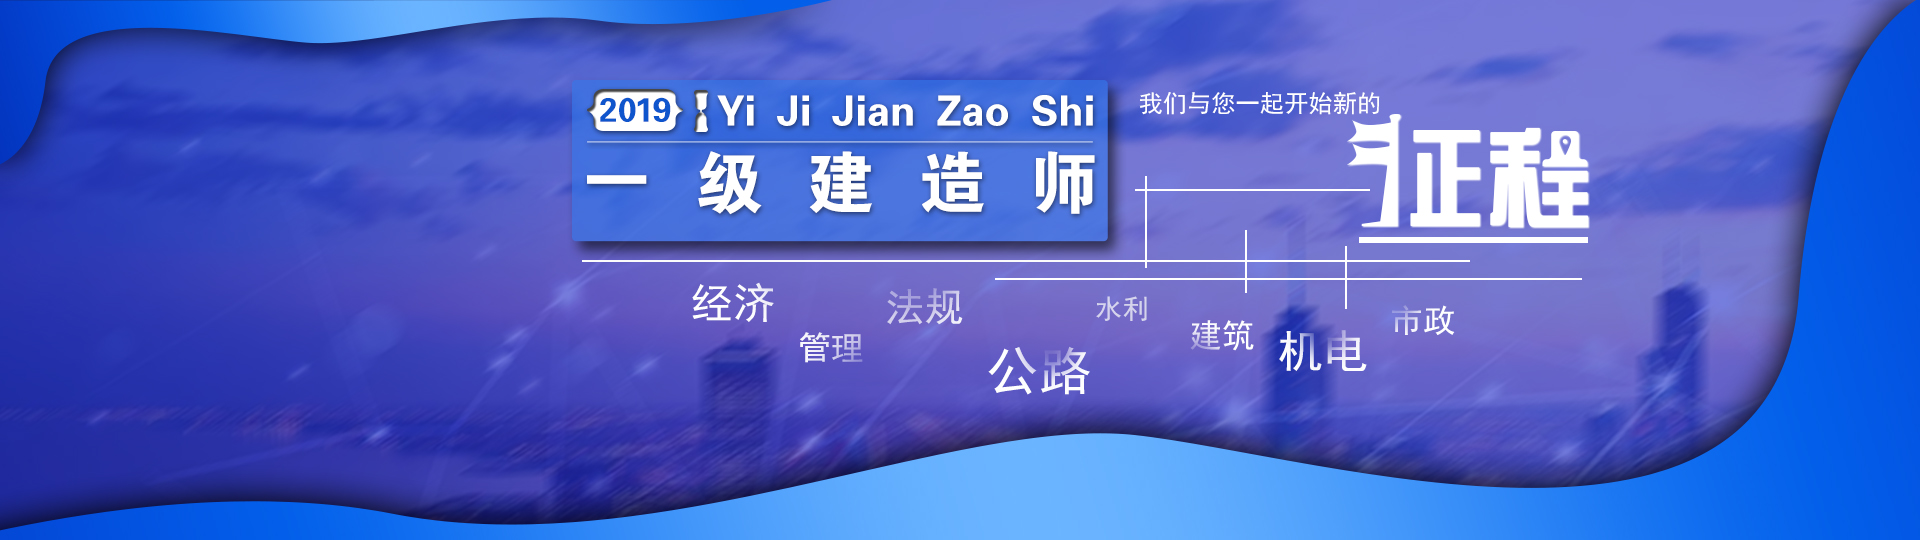 2019 Yi Ji Jian Zao Shi
一级建造师
我们与您一起开始新的
征程
经济
管理
法规
公路
水利
建筑
机电
市政